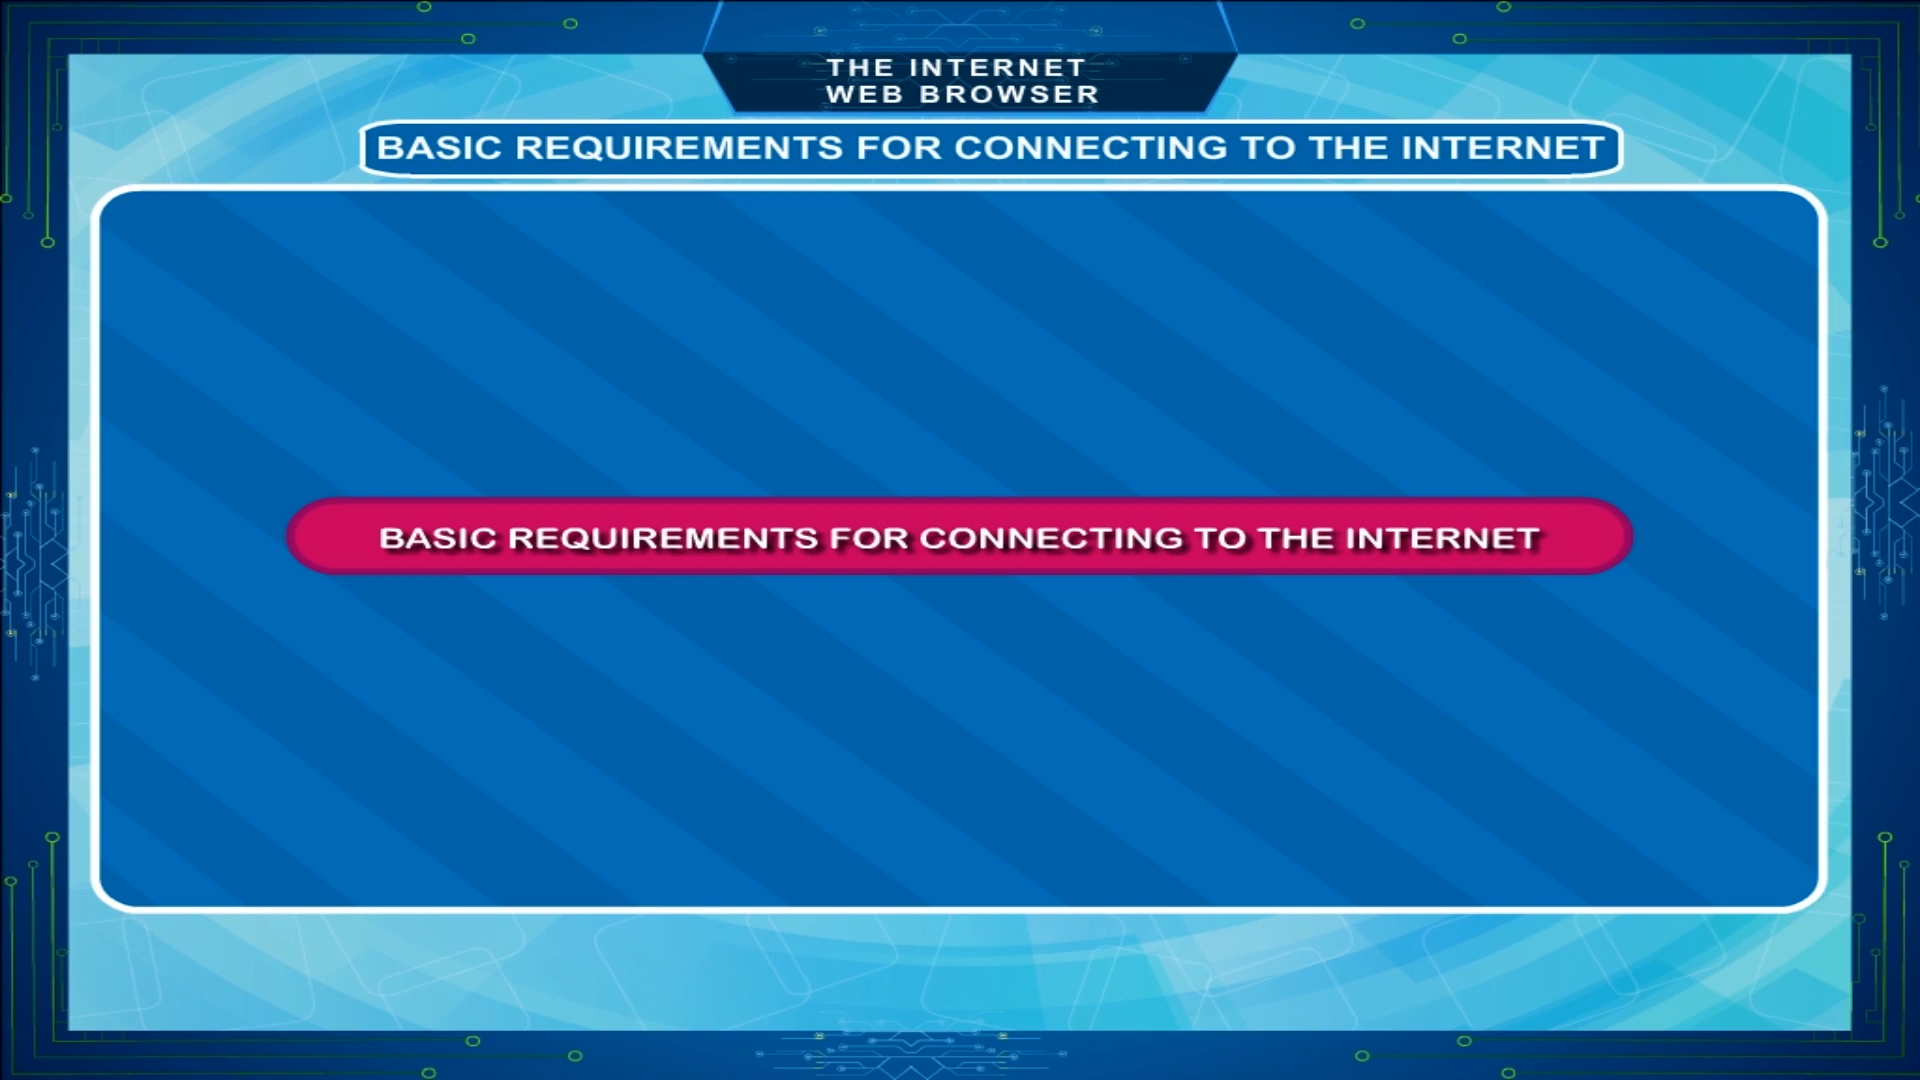 THE INTERNET
WEB BROWSER
BASIC REQUIREMENTS FOR CONNECTING TO THE INTERNET
BASIC REQUIREMENTS FOR CONNECTING TO THE INTERNET